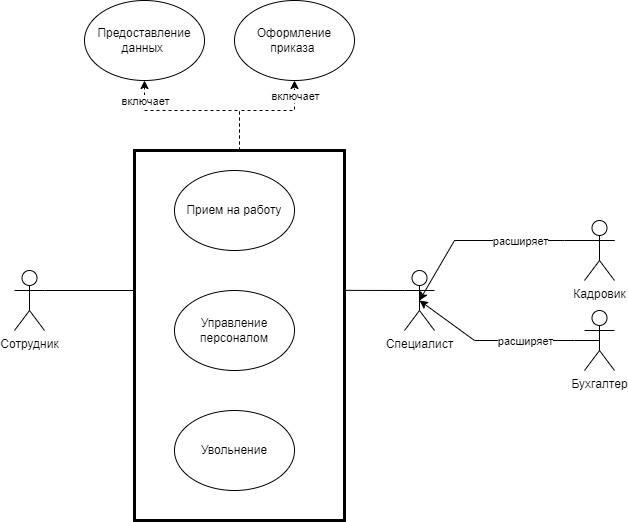 Предоставление
данных
Оформление
приказа
включает
включает
Прием на работу
расширяет
Кадровик
Сотрудник
Управление
персоналом
Специалист
расширяет
Бухгалтер
Увольнение